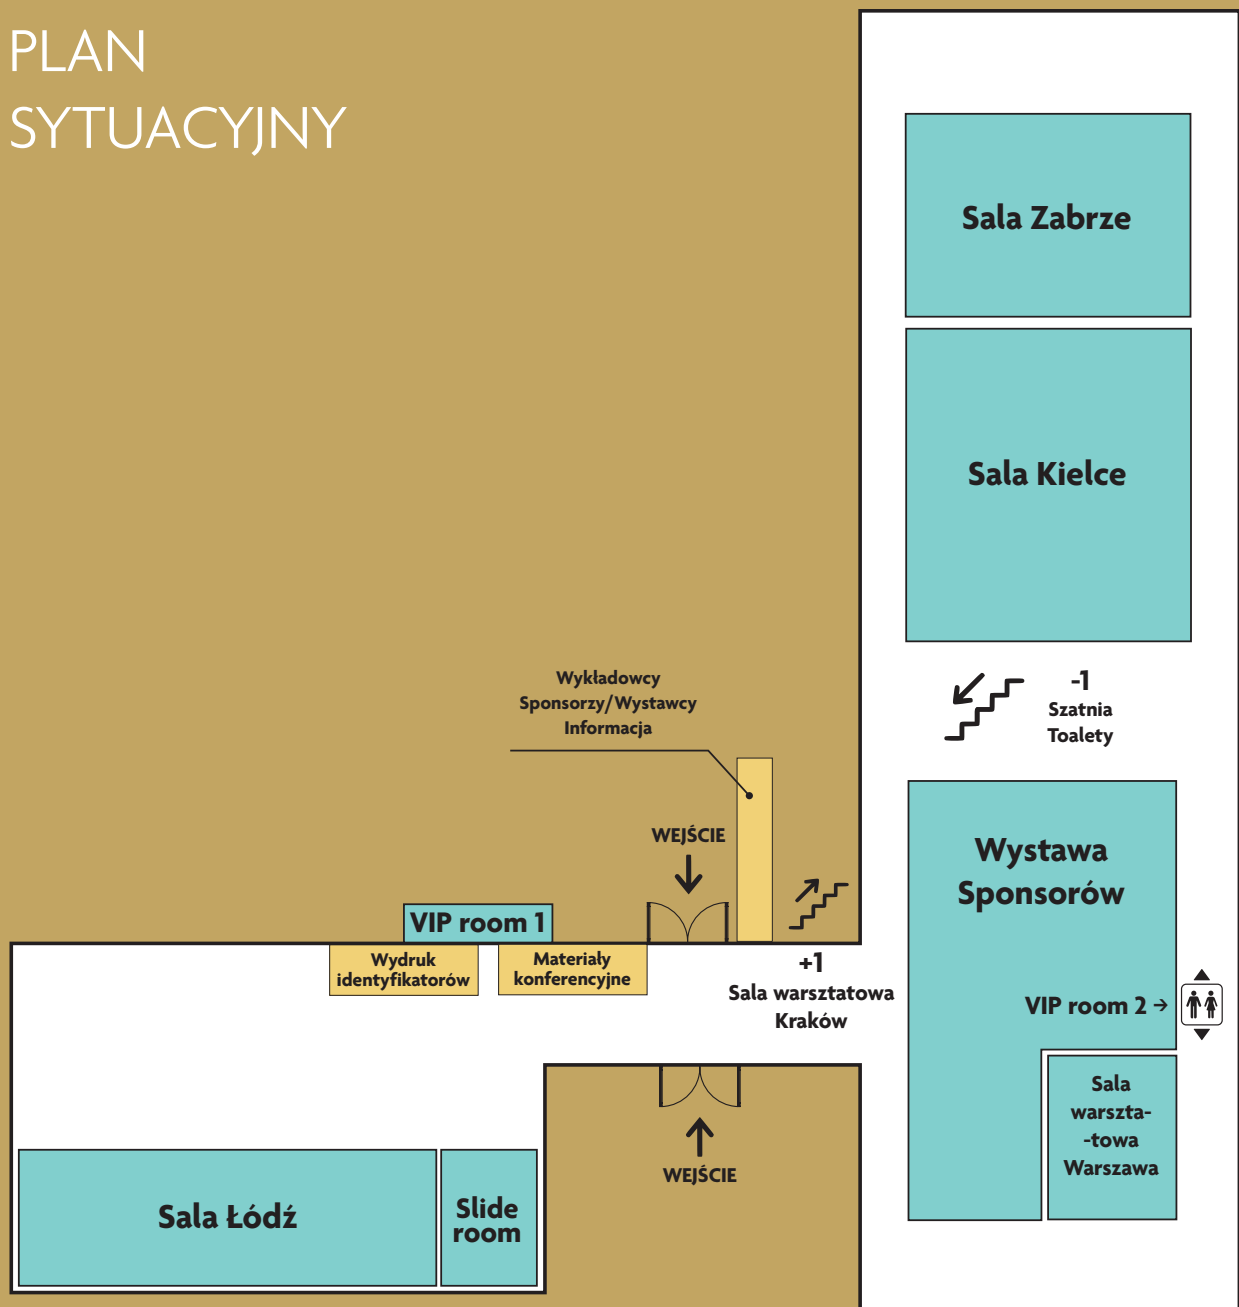 PLAN
SYTUACYJNY
Sala Zabrze
Sala Kielce
-1
Szatnia
Toalety
Wykładowcy
Sponsorzy/Wystawcy
Informacja
WEJŚCIE
Wystawa
Sponsorów
VIP room 1
Wydruk
identyfikatorów
Materiały
konferencyjne
+1
Sala warsztatowa
Kraków
VIP room 2 →
Sala
warszta-
-towa
Warszawa
WEJŚCIE
Sala Łódź
Slide
room